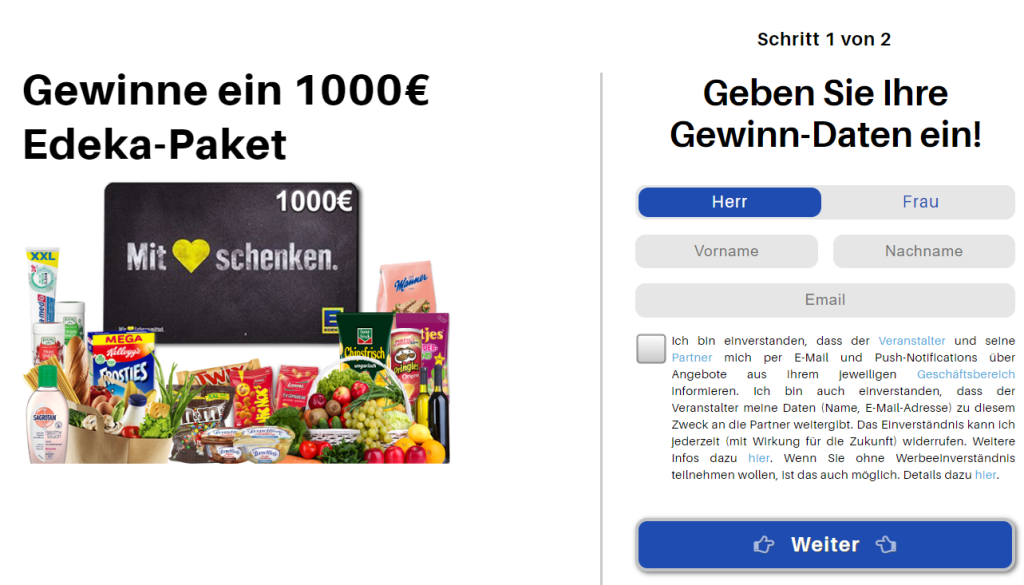 Schritt 1 von 2
Gewinne ein 1000€
Edeka-Paket
1000€
Mit
schenken.
XXL
Manner
MEGA
Kelloggs's
FROSTIES
Chipsfrisch
ungarisch
Pringles
SAGROTAN
NIC NAC'S
Geben Sie Ihre
Gewinn-Daten ein!
Herr
Frau
Vorname
Nachname
Email
Ich bin einverstanden, dass der Veranstalter und seine
Partner mich per E-Mail und Push-Notifications über
Angebote aus ihrem jeweiligen Geschäftsbereich
informieren. Ich bin auch einverstanden, dass der
Veranstalter meine Daten (Name, E-Mail-Adresse) zu diesem
Zweck an die Partner weitergibt. Das Einverständnis kann ich
jederzeit (mit Wirkung für die Zukunft) widerrufen. Weitere
Infos dazu hier. Wenn Sie ohne Werbeeinverständnis
teilnehmen wollen, ist das auch möglich. Details dazu hier.
Weiter